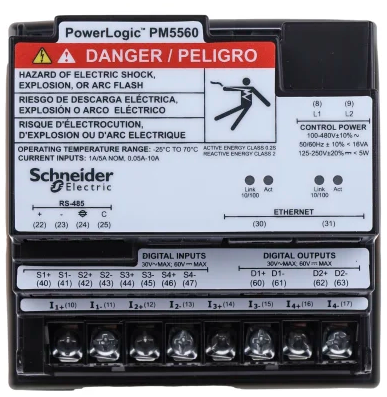 PowerLogic™ PM5560
DANGER / PELIGRO
HAZARD OF ELECTRIC SHOCK,
EXPLOSION, OR ARC FLASH
RIESGO DE DESCARGA ELÉCTRICA,
EXPLOSIÓN O ARCO ELÉCTRICO
RISQUE D'ÉLECTROCUTION,
D'EXPLOSION OU D'ARC ELECTRIQUE
OPERATING TEMPERATURE RANGE: -25°C TO 70°C
CURRENT INPUTS: 1A/5A NOM, 0.05A-10A
ACTIVE ENERGY CLASS 0.2S
REACTIVE ENERGY CLASS 2
(8) (9)
L1 L2
CONTROL POWER
100-480V±10% ~
50/60Hz ± 10% < 16VA
125-250V±20% ⎓ < 5W
Schneider
Electric
Link Act Link Act
10/100 10/100
ETHERNET
(30) (31)
RS-485
+ - C
(22) (23) (24) (25)
DIGITAL INPUTS
30V~MAX; 60V ⎓ MAX
DIGITAL OUTPUTS
30V~MAX; 60V ⎓ MAX
S1+ S1- S2+ S2- S3+ S3- S4+ S4-
(40) (41) (42) (43) (44) (45) (46) (47)
D1+ D1- D2+ D2-
(60) (61) (62) (63)
I1+(10) I1-(11) I2+(12) I2-(13) I3+(14) I3-(15) I4+(16) I4-(17)